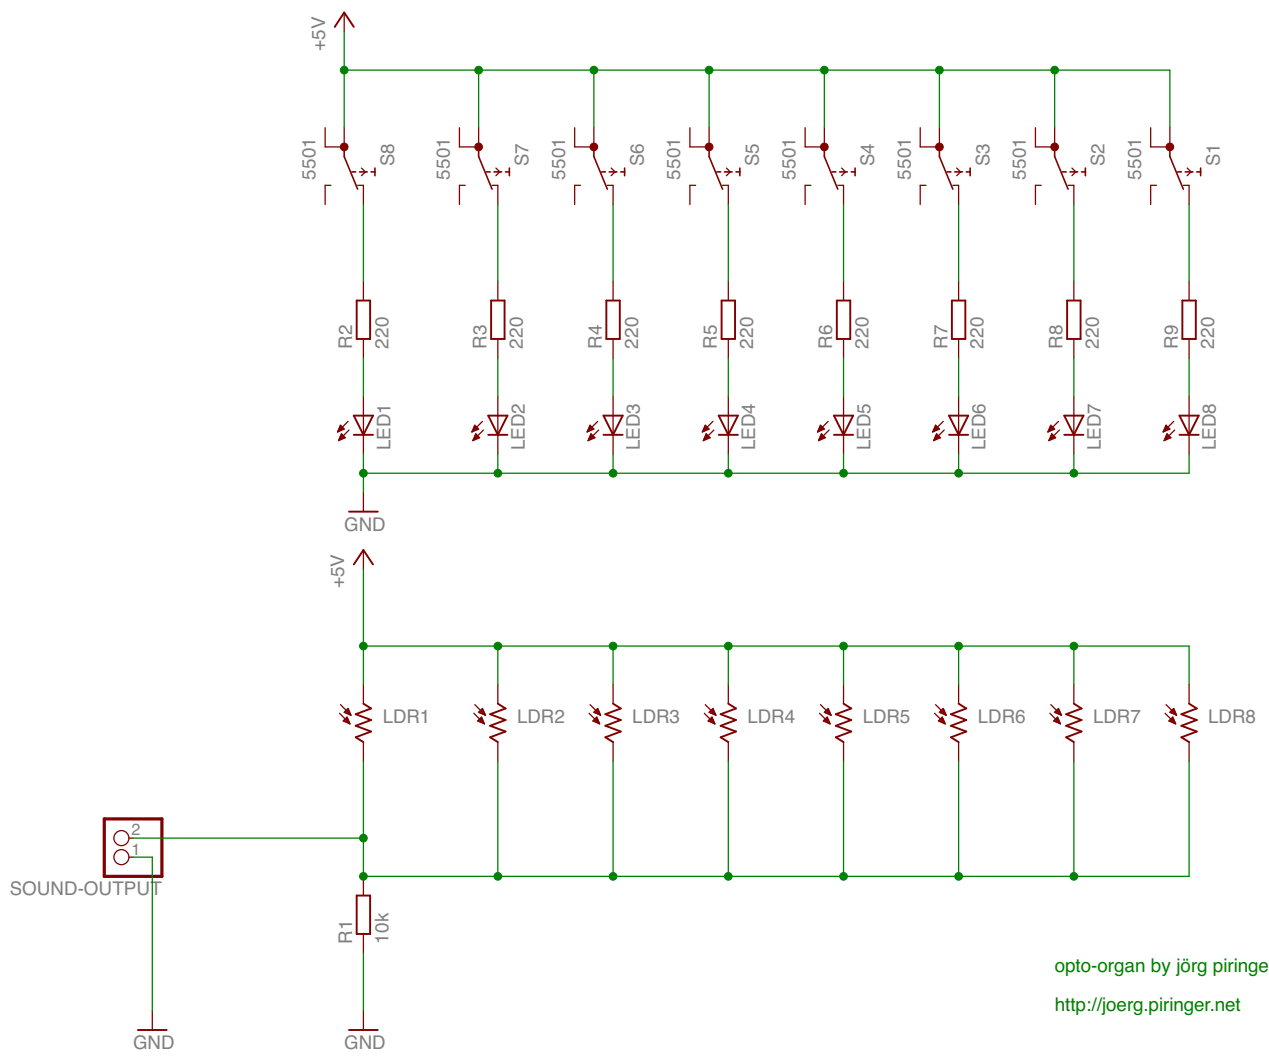 +5V
5501 S8 5501 S7 5501 S6 5501 S5 5501 S4 5501 S3 5501 S2 5501 S1
R2 220 R3 220 R4 220 R5 220 R6 220 R7 220 R8 220 R9 220
LED1 LED2 LED3 LED4 LED5 LED6 LED7 LED8
GND
+5V
LDR1 LDR2 LDR3 LDR4 LDR5 LDR6 LDR7 LDR8
2
1
SOUND-OUTPUT
R1 10k
opto-organ by jörg piringe
http://joerg.piringer.net
GND GND